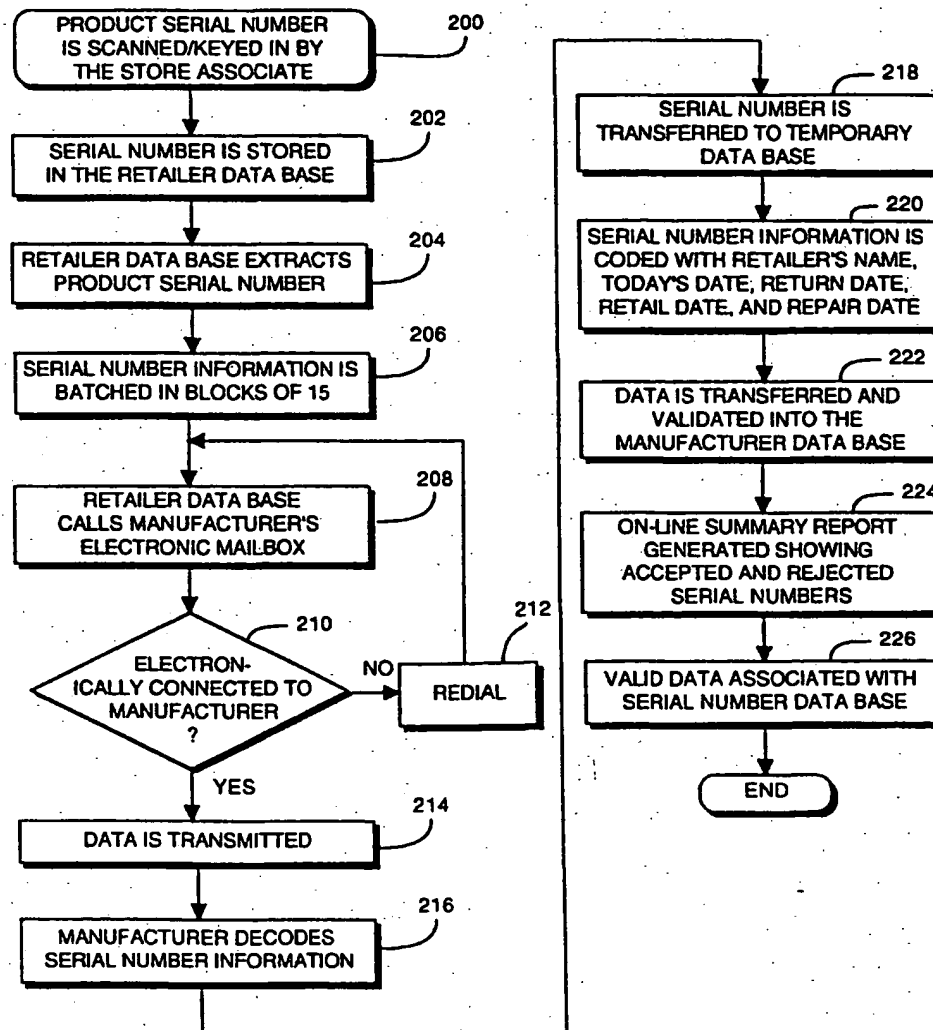 PRODUCT SERIAL NUMBER
IS SCANNED/KEYED IN BY
THE STORE ASSOCIATE
200
SERIAL NUMBER IS STORED
IN THE RETAILER DATA BASE
202
RETAILER DATA BASE EXTRACTS
PRODUCT SERIAL NUMBER
204
SERIAL NUMBER INFORMATION IS
BATCHED IN BLOCKS OF 15
206
RETAILER DATA BASE
CALLS MANUFACTURER'S
ELECTRONIC MAILBOX
208
ELECTRON-
ICALLY CONNECTED TO
MANUFACTURER
?
210
NO
REDIAL
212
YES
DATA IS TRANSMITTED
214
MANUFACTURER DECODES
SERIAL NUMBER INFORMATION
216
SERIAL NUMBER IS
TRANSFERRED TO TEMPORARY
DATA BASE
218
SERIAL NUMBER INFORMATION IS
CODED WITH RETAILER'S NAME,
TODAY'S DATE, RETURN DATE,
RETAIL DATE, AND REPAIR DATE
220
DATA IS TRANSFERRED AND
VALIDATED INTO THE
MANUFACTURER DATA BASE
222
ON-LINE SUMMARY REPORT
GENERATED SHOWING
ACCEPTED AND REJECTED
SERIAL NUMBERS
224
VALID DATA ASSOCIATED WITH
SERIAL NUMBER DATA BASE
226
END